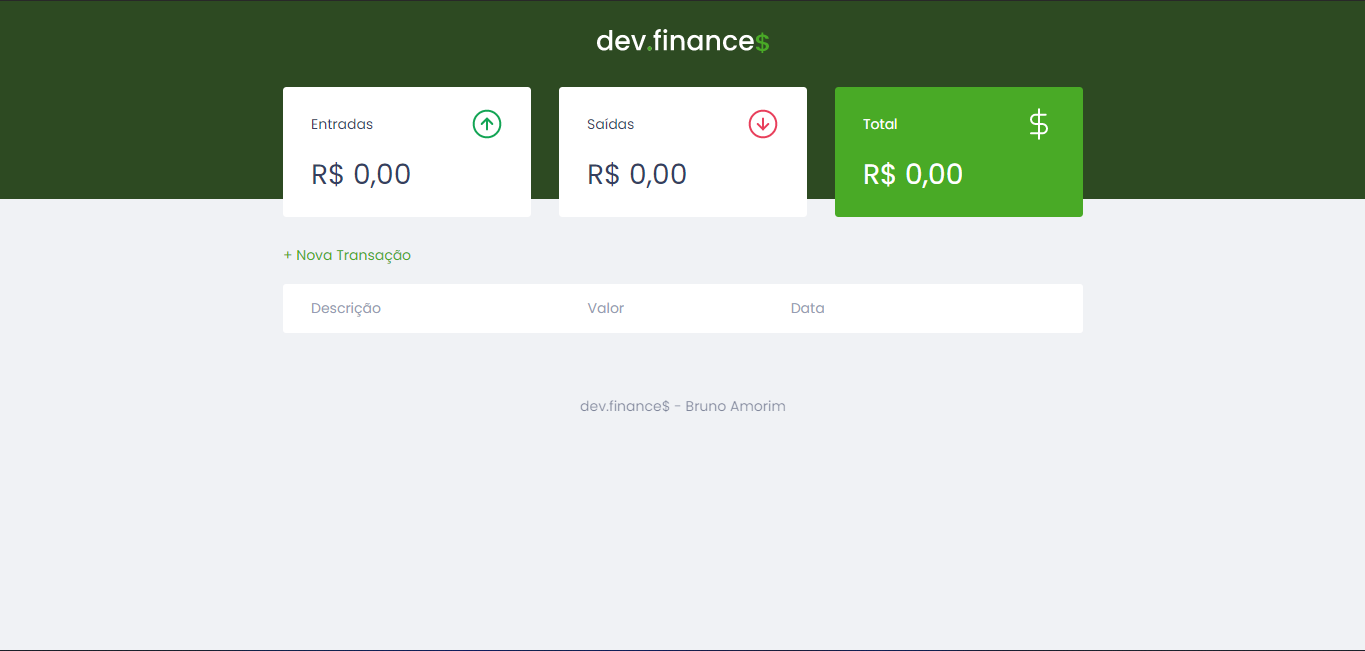 dev.finance$
Entradas
R$ 0,00
Saídas
R$ 0,00
Total
$
R$ 0,00
+ Nova Transação
Descrição Valor Data
dev.finance$ - Bruno Amorim